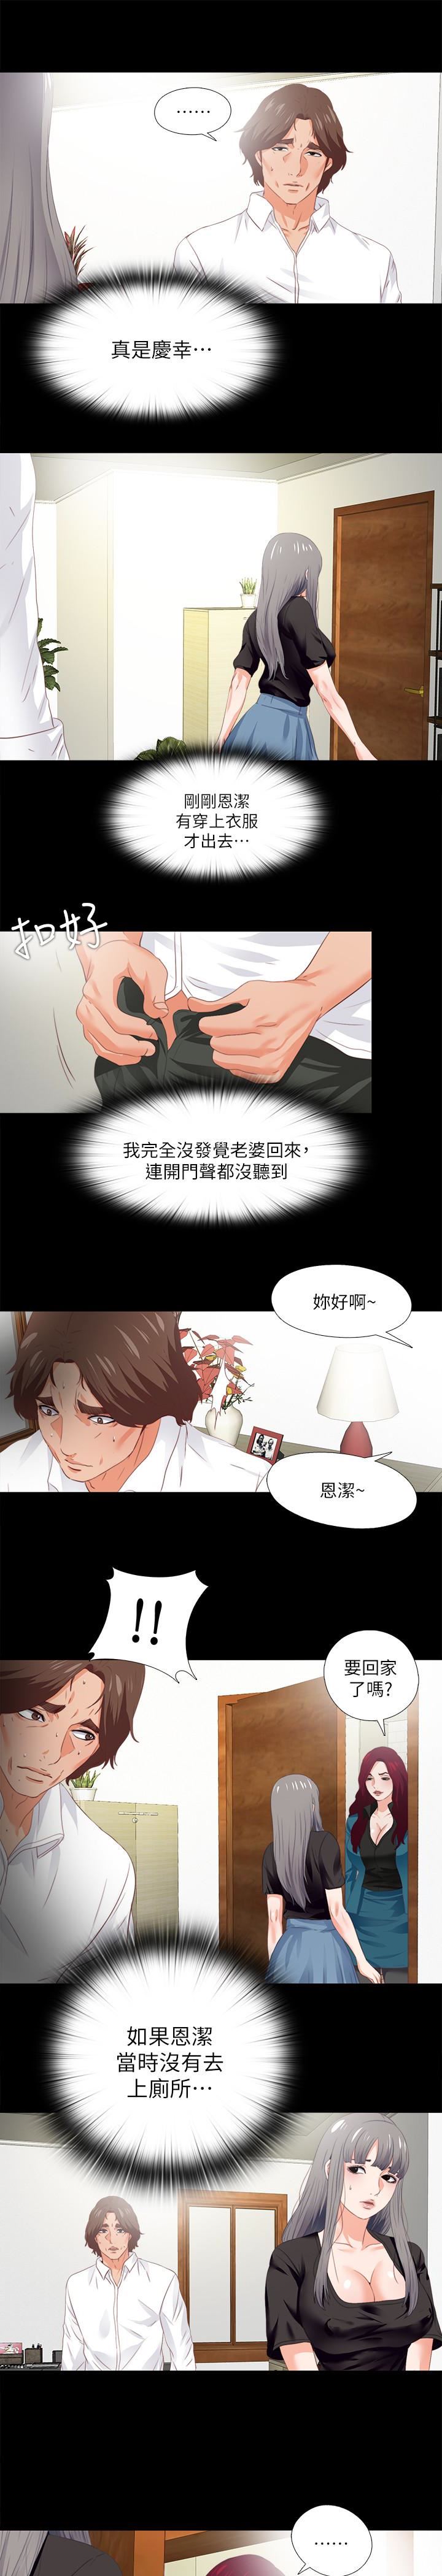 ⋯⋯
真是慶幸⋯
剛剛恩潔
有穿上衣服
才出去⋯
扣好
我完全沒發覺老婆回來，
連開門聲都沒聽到
妳好啊~
恩潔~
!!
要回家
了嗎?
如果恩潔
當時沒有去
上廁所⋯
⋯⋯